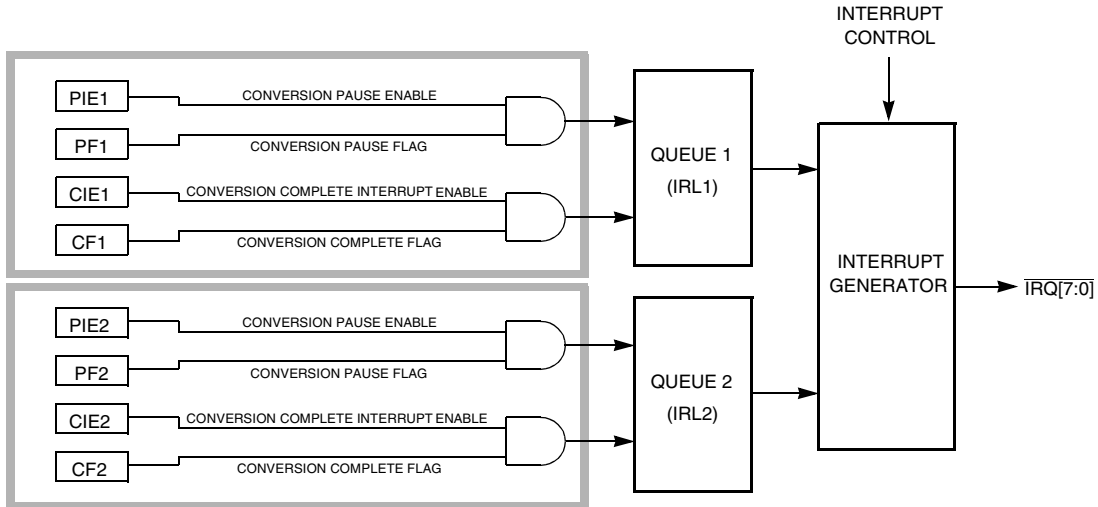 INTERRUPT
CONTROL
PIE1
CONVERSION PAUSE ENABLE
PF1
CONVERSION PAUSE FLAG
CIE1
CONVERSION COMPLETE INTERRUPT ENABLE
CF1
CONVERSION COMPLETE FLAG
QUEUE 1
(IRL1)
PIE2
CONVERSION PAUSE ENABLE
PF2
CONVERSION PAUSE FLAG
CIE2
CONVERSION COMPLETE INTERRUPT ENABLE
CF2
CONVERSION COMPLETE FLAG
QUEUE 2
(IRL2)
INTERRUPT
GENERATOR
IRQ[7:0]